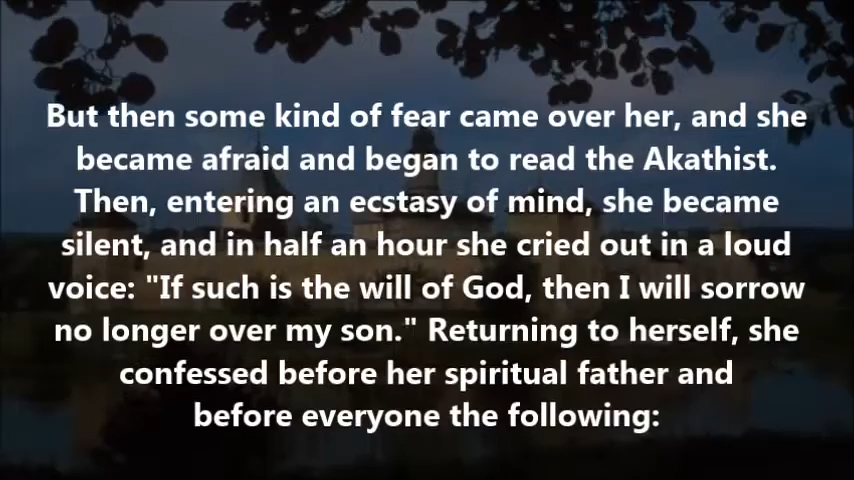 But then some kind of fear came over her, and she
became afraid and began to read the Akathist.
Then, entering an ecstasy of mind, she became
silent, and in half an hour she cried out in a loud
voice: "If such is the will of God, then I will sorrow
no longer over my son." Returning to herself, she
confessed before her spiritual father and
before everyone the following: